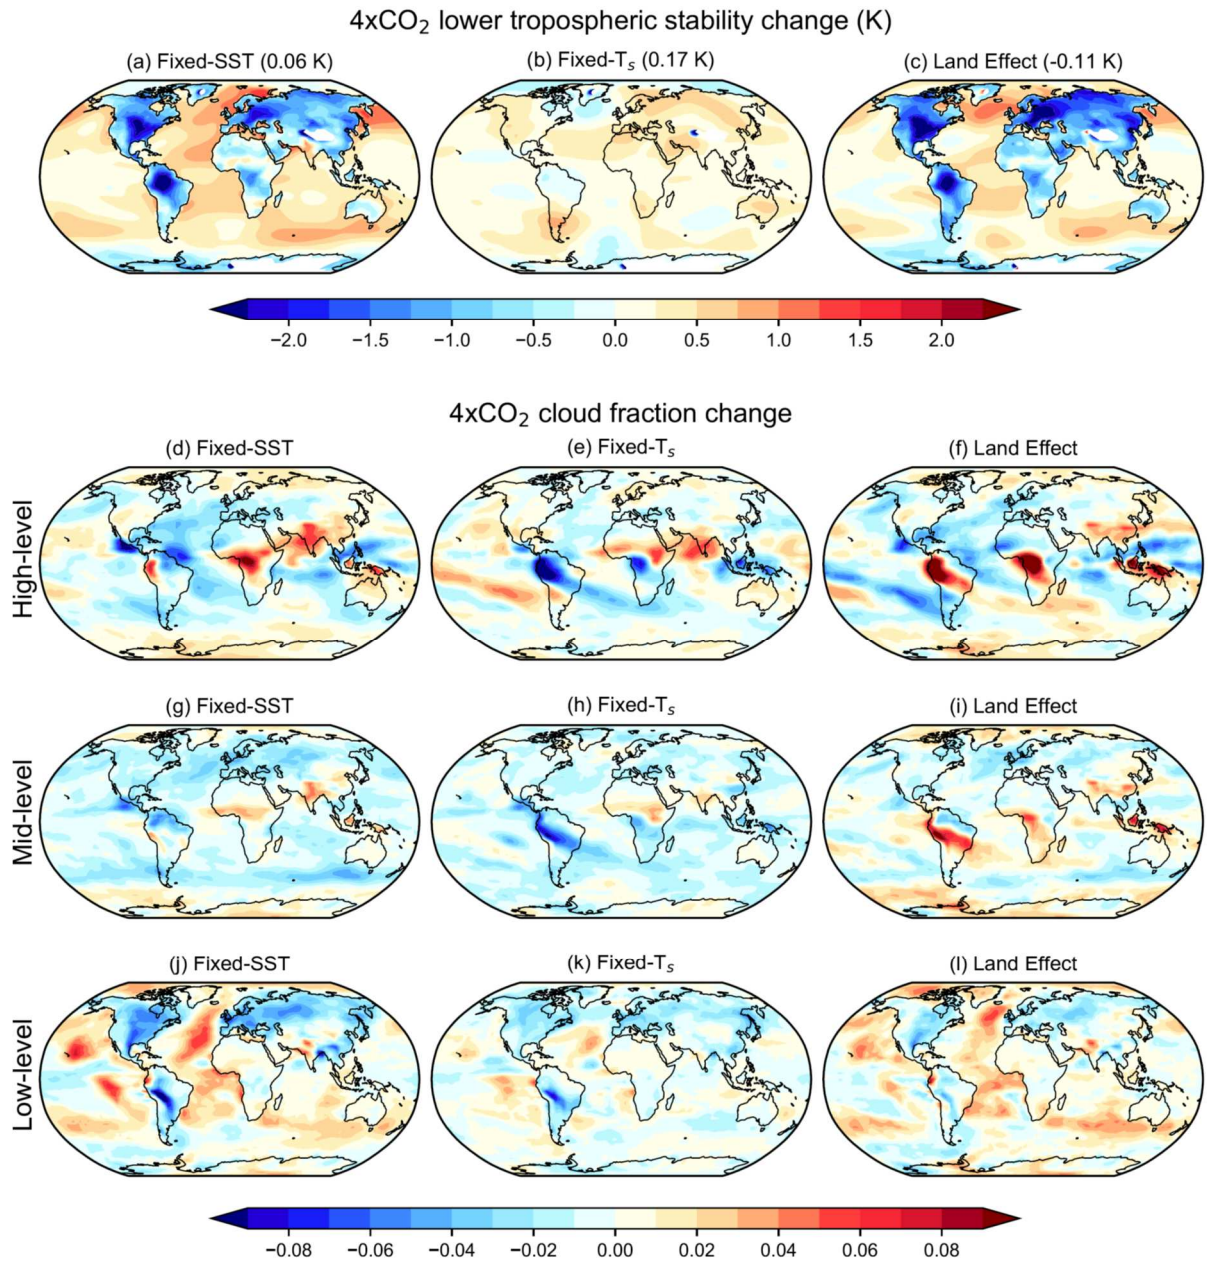 4xCO₂ lower tropospheric stability change (K)
(a) Fixed-SST (0.06 K)
(b) Fixed-Tₛ (0.17 K)
(c) Land Effect (-0.11 K)
−2.0 −1.5 −1.0 −0.5 0.0 0.5 1.0 1.5 2.0
4xCO₂ cloud fraction change
(d) Fixed-SST
(e) Fixed-Tₛ
(f) Land Effect
High-level
(g) Fixed-SST
(h) Fixed-Tₛ
(i) Land Effect
Mid-level
(j) Fixed-SST
(k) Fixed-Tₛ
(l) Land Effect
Low-level
−0.08 −0.06 −0.04 −0.02 0.00 0.02 0.04 0.06 0.08